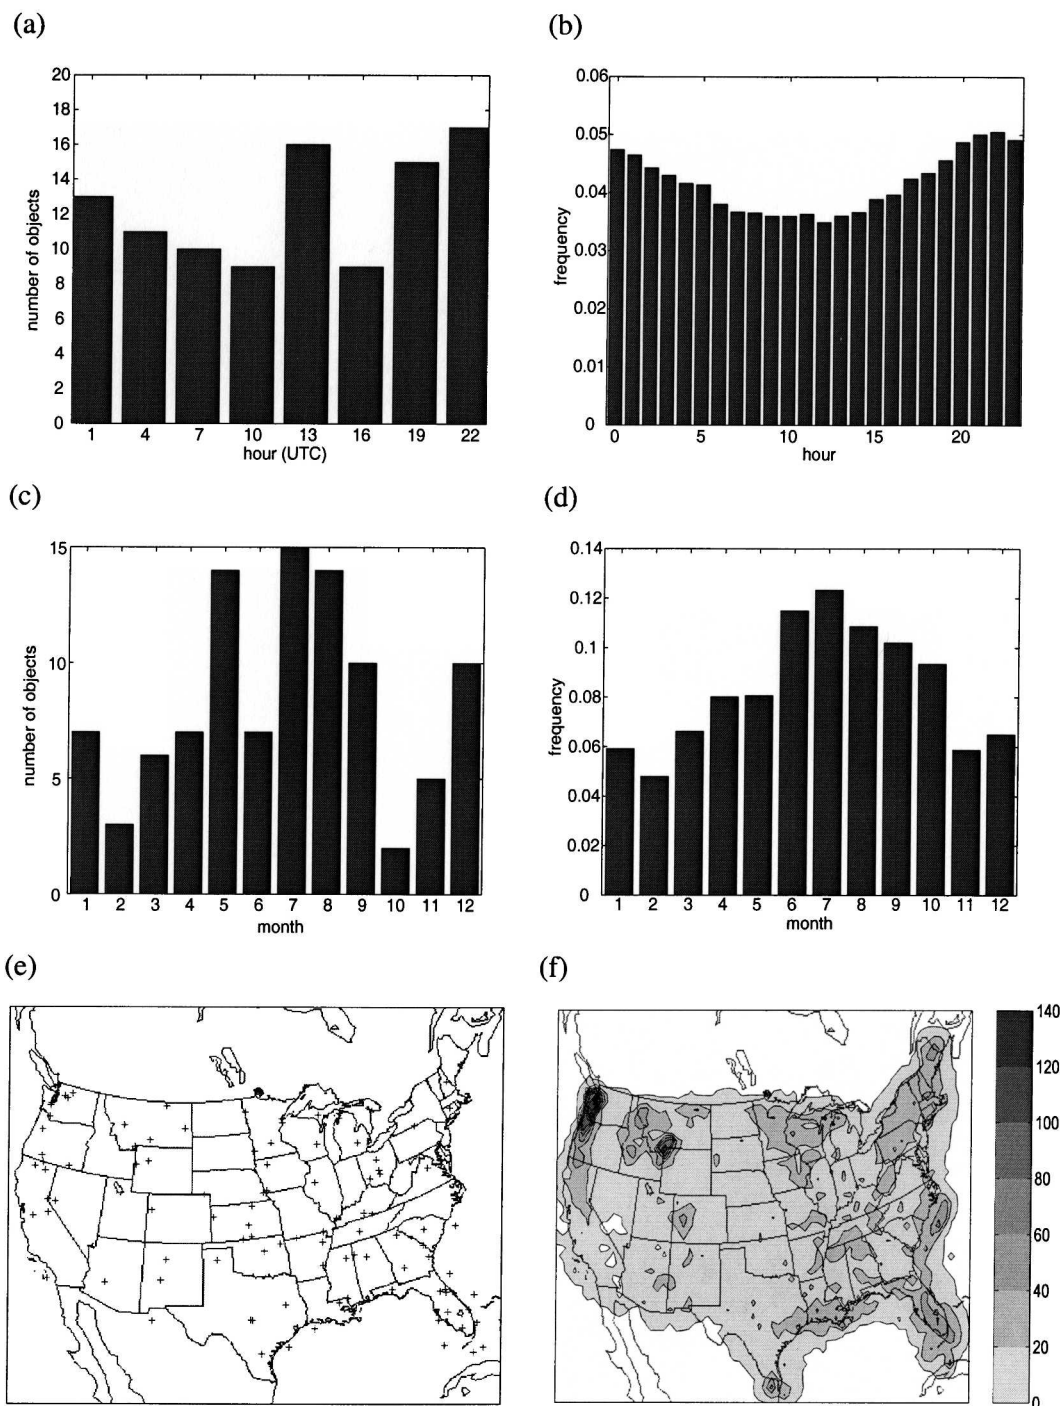 (a)
20
18
16
14
12
10
8
6
4
2
0
number of objects
1 4 7 10 13 16 19 22
hour (UTC)
(b)
0.06
0.05
0.04
0.03
0.02
0.01
0
frequency
0 5 10 15 20
hour
(c)
15
10
5
0
number of objects
1 2 3 4 5 6 7 8 9 10 11 12
month
(d)
0.14
0.12
0.1
0.08
0.06
0.04
0.02
0
frequency
1 2 3 4 5 6 7 8 9 10 11 12
month
(e)
(f)
140
120
100
80
60
40
20
0